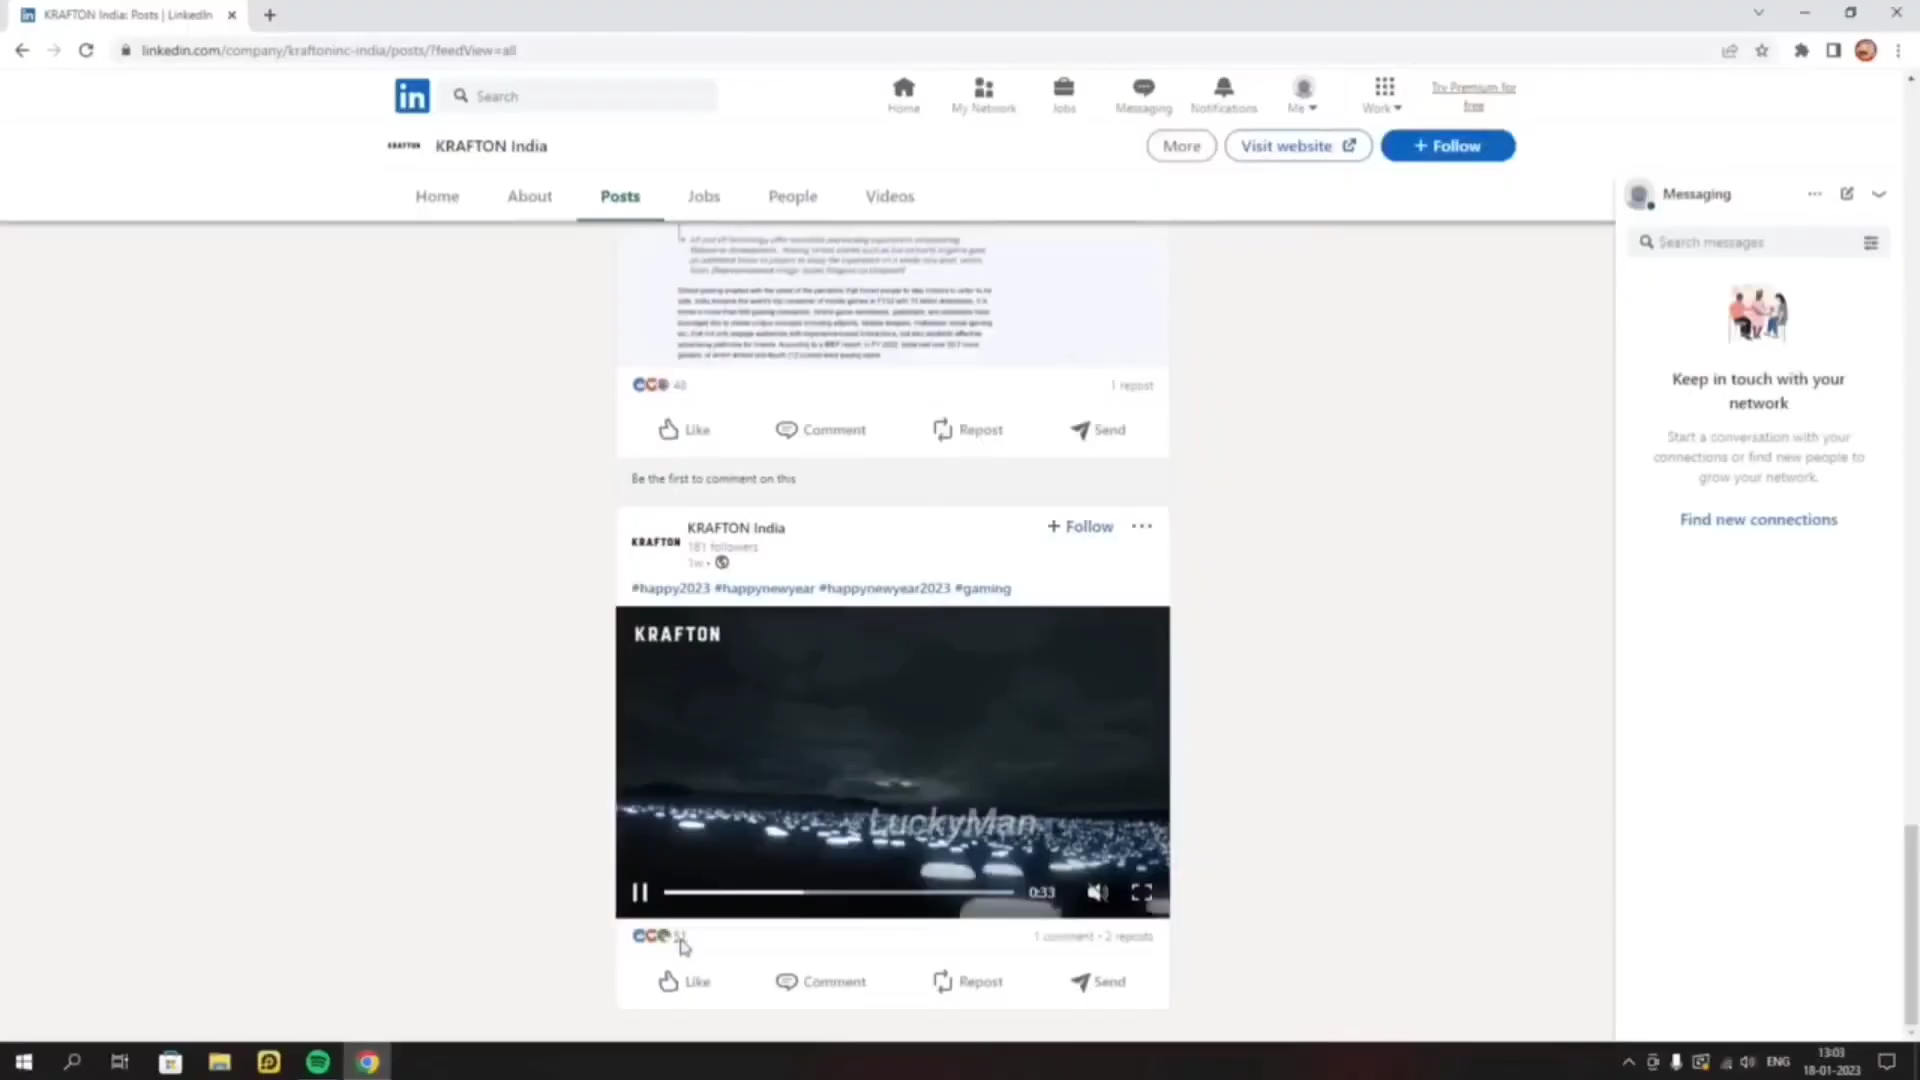 KRAFTON India: Posts | LinkedIn
linkedin.com/company/kraftoninc-india/posts/?feedView=all
in
Search
Home
My Network
Jobs
Messaging
Notifications
Me
Work
Try Premium for
free
KRAFTON
KRAFTON India
More
Visit website
+ Follow
Home
About
Posts
Jobs
People
Videos
Messaging
Search messages
Keep in touch with your
network
Start a conversation with your
connections or find new people to
grow your network.
Find new connections
48
1 repost
Like
Comment
Repost
Send
Be the first to comment on this
KRAFTON
KRAFTON India
181 followers
1w •
+ Follow
#happy2023 #happynewyear #happynewyear2023 #gaming
KRAFTON
LuckyMan
0:33
51
1 comment • 2 reposts
Like
Comment
Repost
Send
ENG
13:03
18-01-2023